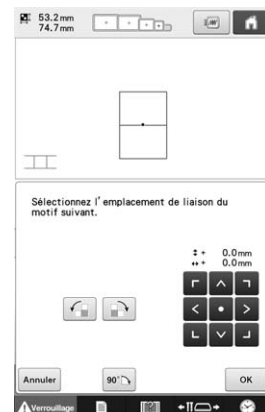 53.2mm
74.7mm
Sélectionnez l'emplacement de liaison du
motif suivant.
+ 0.0mm
+ 0.0mm
Annuler
90°
OK
Verrouillage